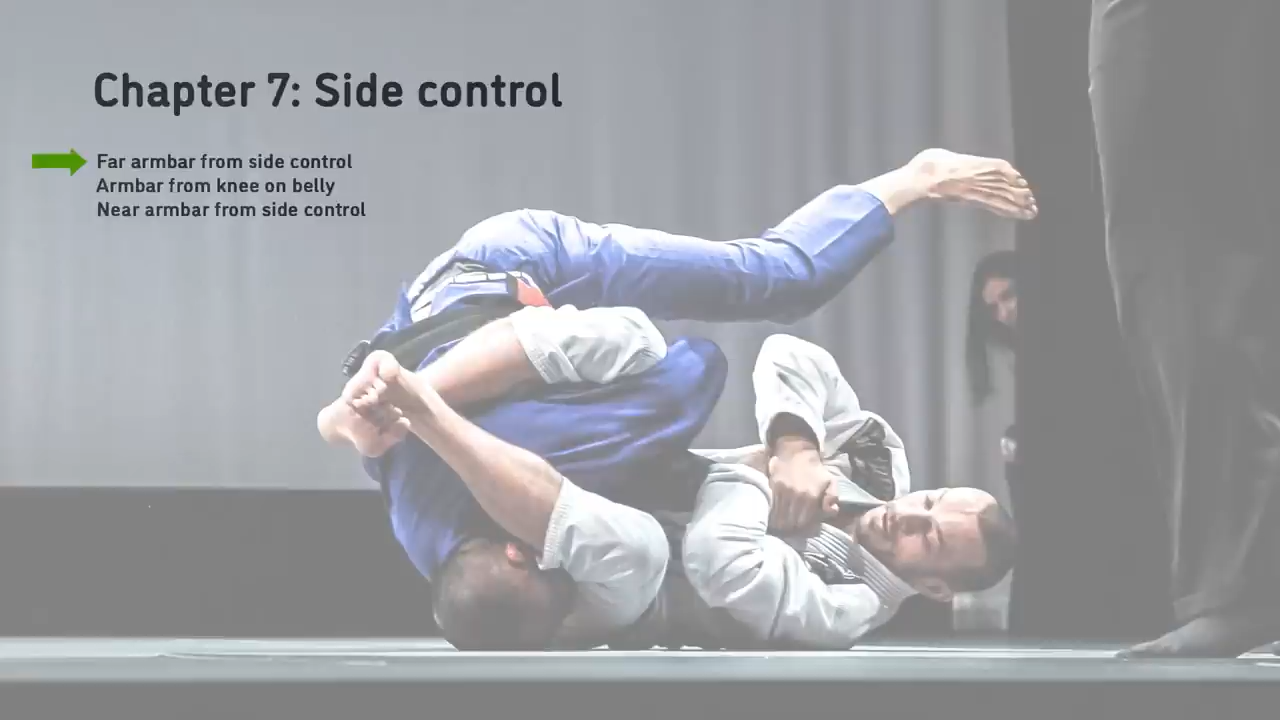 Chapter 7: Side control
Far armbar from side control
Armbar from knee on belly
Near armbar from side control